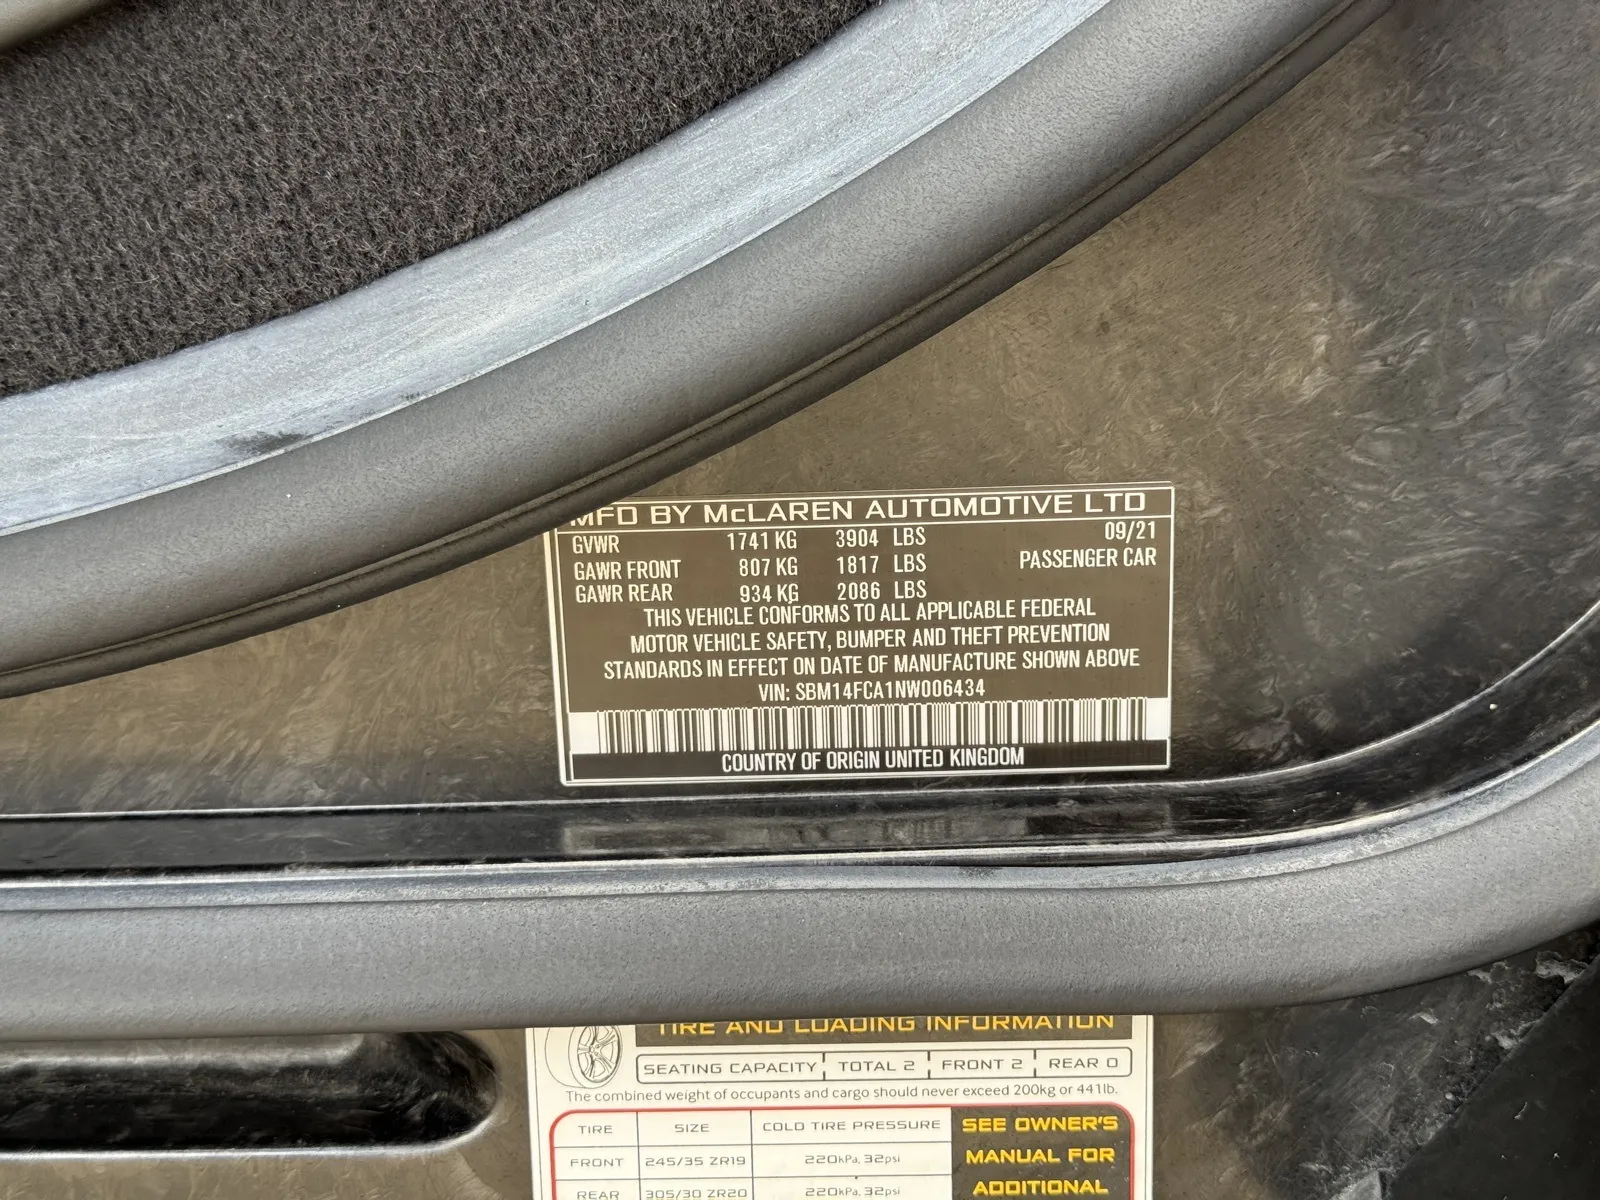 MFD BY McLAREN AUTOMOTIVE LTD
GVWR 1741 KG 3904 LBS 09/21
GAWR FRONT 807 KG 1817 LBS PASSENGER CAR
GAWR REAR 934 KG 2086 LBS
THIS VEHICLE CONFORMS TO ALL APPLICABLE FEDERAL
MOTOR VEHICLE SAFETY, BUMPER AND THEFT PREVENTION
STANDARDS IN EFFECT ON DATE OF MANUFACTURE SHOWN ABOVE
VIN: SBM14FCA1NW006434
COUNTRY OF ORIGIN UNITED KINGDOM
TIRE AND LOADING INFORMATION
SEATING CAPACITY TOTAL 2 FRONT 2 REAR 0
The combined weight of occupants and cargo should never exceed 200kg or 441lb.
TIRE SIZE COLD TIRE PRESSURE SEE OWNER'S
FRONT 245/35 ZR19 220kPa, 32psi MANUAL FOR
REAR 305/30 ZR20 220kPa, 32psi ADDITIONAL